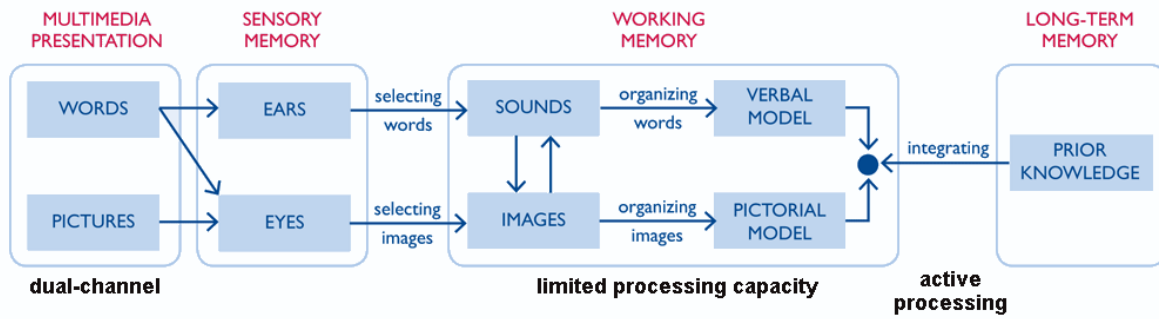 MULTIMEDIA
PRESENTATION
SENSORY
MEMORY
WORKING
MEMORY
LONG-TERM
MEMORY
WORDS
EARS
selecting
words
SOUNDS
organizing
words
VERBAL
MODEL
integrating
PRIOR
KNOWLEDGE
PICTURES
EYES
selecting
images
IMAGES
organizing
images
PICTORIAL
MODEL
dual-channel
limited processing capacity
active
processing